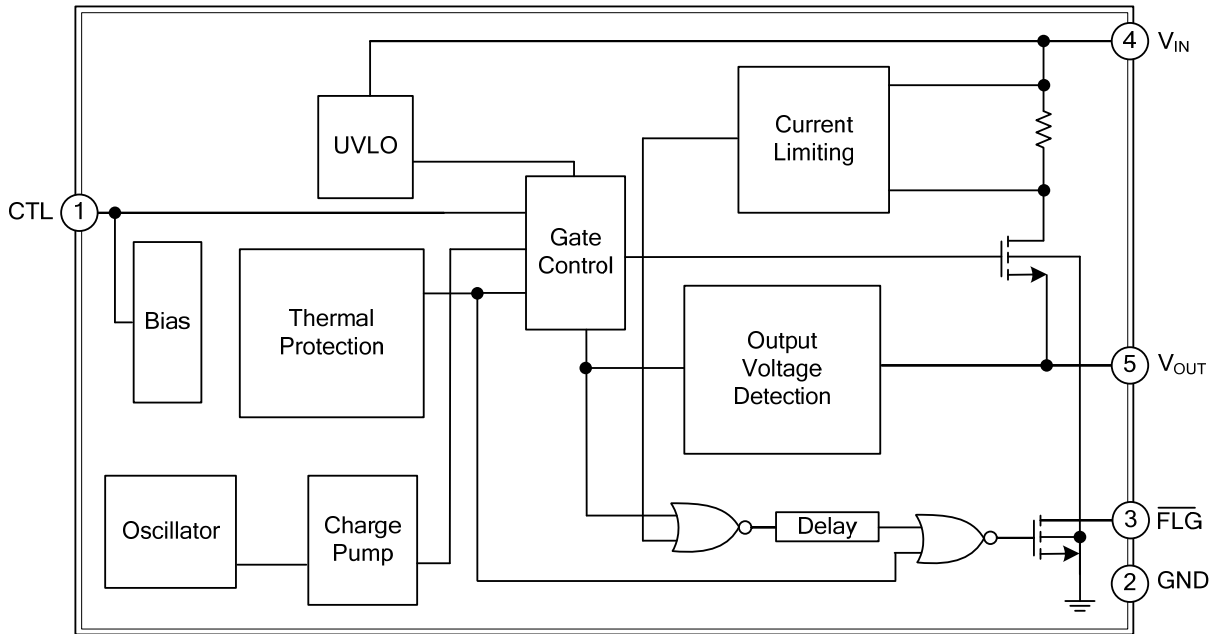 4 VIN
UVLO
Current
Limiting
CTL 1
Gate
Control
Bias
Thermal
Protection
Output
Voltage
Detection
5 VOUT
Oscillator
Charge
Pump
Delay
3 FLG
2 GND